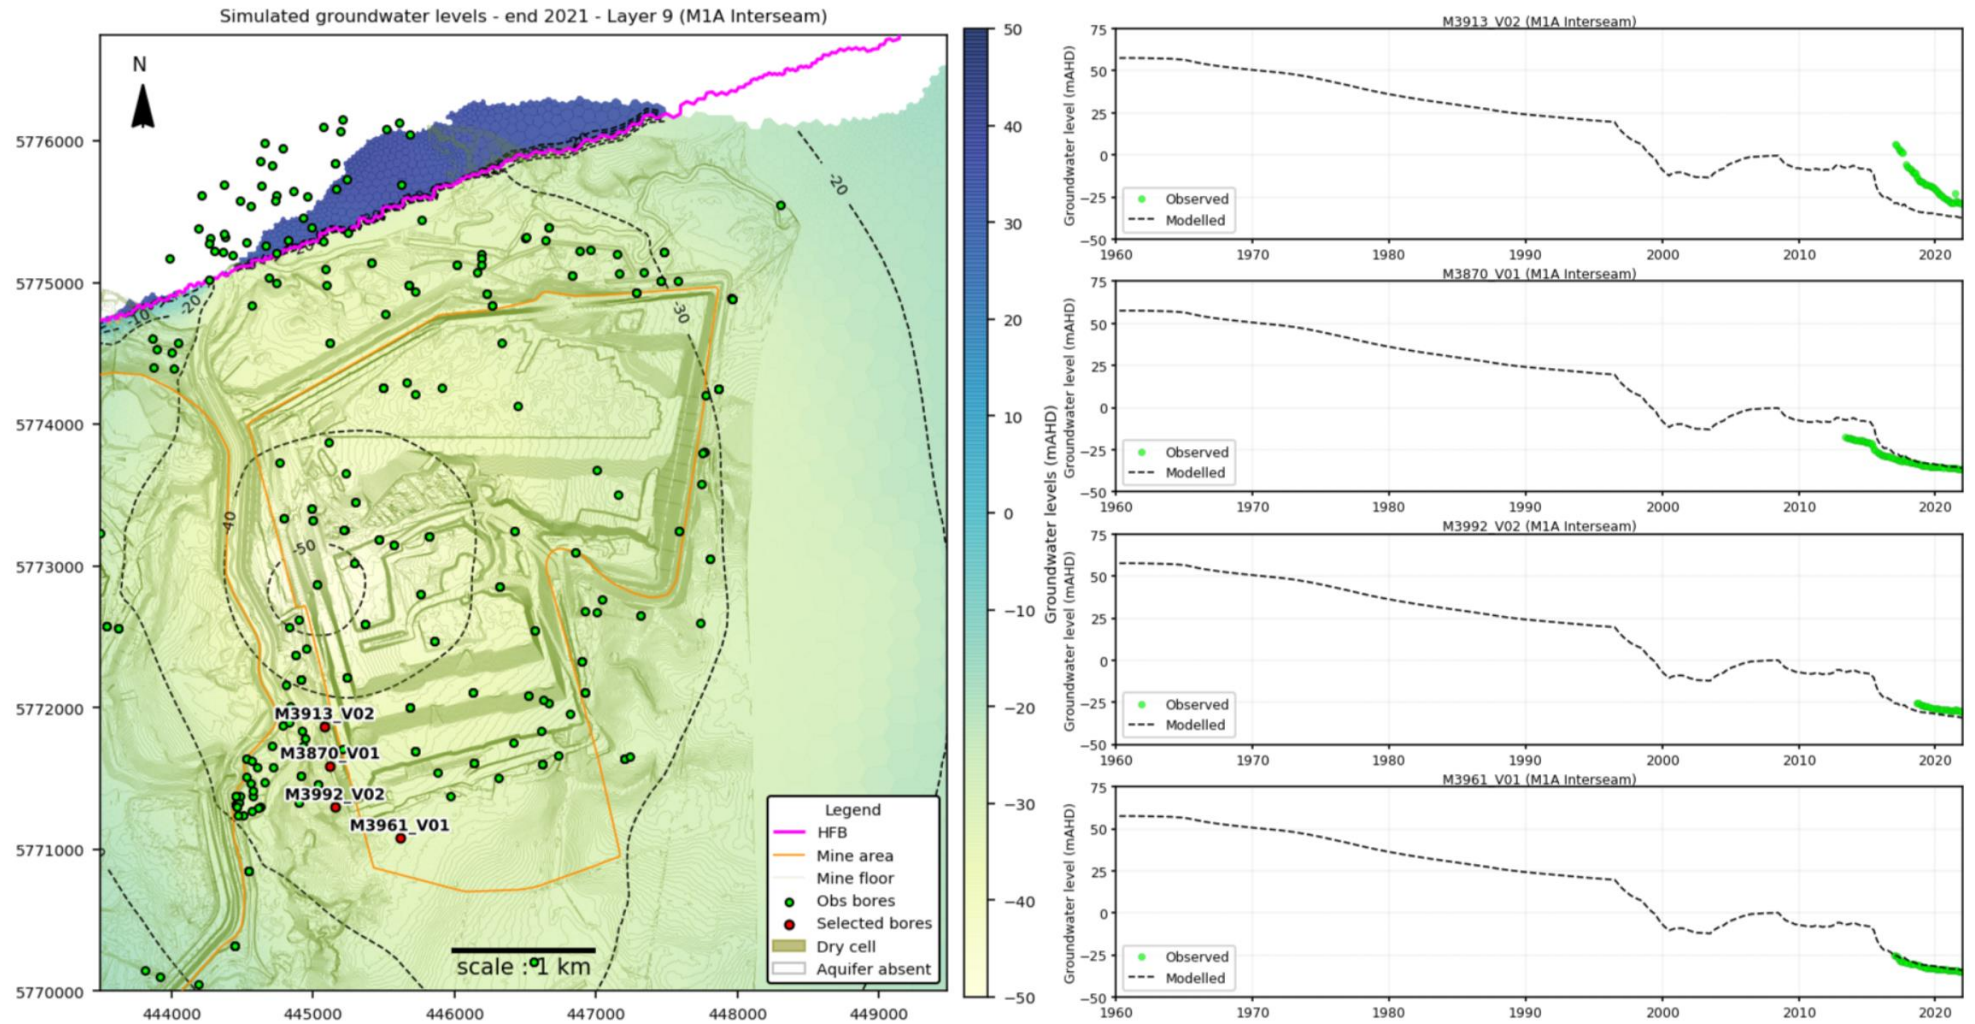 Simulated groundwater levels - end 2021 - Layer 9 (M1A Interseam)
N
5776000
5775000
5774000
5773000
5772000
5771000
5770000
444000
445000
446000
447000
448000
449000
-20
-30
-10
-20
-40
-50
M3913_V02
M3870_V01
M3992_V02
M3961_V01
scale : 1 km
Legend
HFB
Mine area
Mine floor
Obs bores
Selected bores
Dry cell
Aquifer absent
50
40
30
20
10
0
−10
−20
−30
−40
−50
Groundwater levels (mAHD)
M3913_V02 (M1A Interseam)
Groundwater level (mAHD)
75
50
25
0
−25
−50
Observed
Modelled
1960
1970
1980
1990
2000
2010
2020
M3870_V01 (M1A Interseam)
Groundwater level (mAHD)
75
50
25
0
−25
−50
Observed
Modelled
1960
1970
1980
1990
2000
2010
2020
M3992_V02 (M1A Interseam)
Groundwater level (mAHD)
75
50
25
0
−25
−50
Observed
Modelled
1960
1970
1980
1990
2000
2010
2020
M3961_V01 (M1A Interseam)
Groundwater level (mAHD)
75
50
25
0
−25
−50
Observed
Modelled
1960
1970
1980
1990
2000
2010
2020